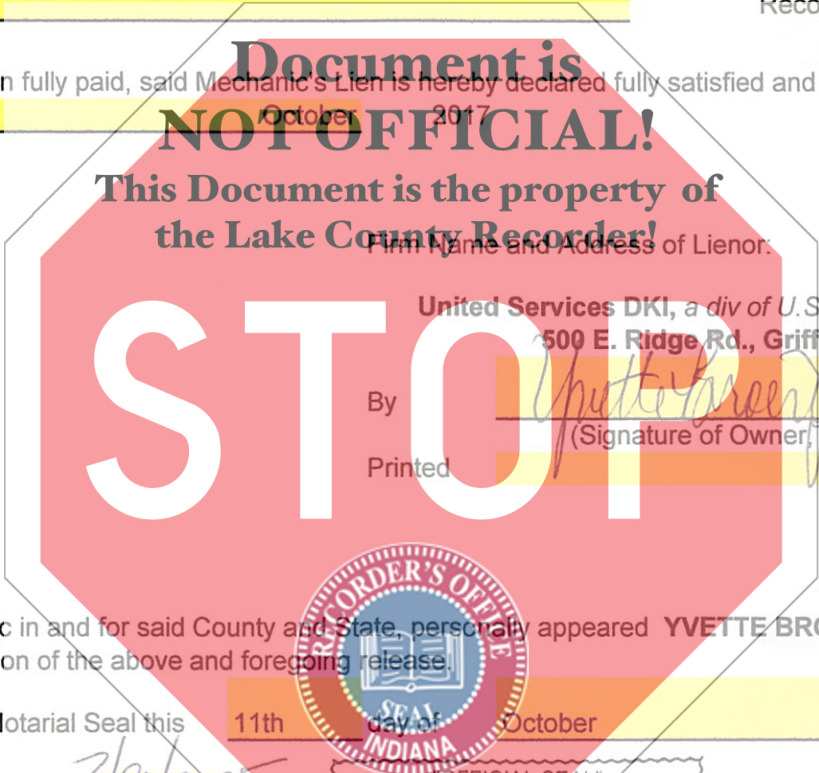 Reco
Document is
n fully paid, said Mechanic's Lien is hereby declared fully satisfied and
October 2017
NOT OFFICIAL!
This Document is the property of
the Lake County Recorder!
Firm Name and Address of Lienor:
United Services DKI, a div of U.S
500 E. Ridge Rd., Griff
STOP
By
(Signature of Owner,
Printed
RECORDER'S OFFICE
c in and for said County and State, personally appeared YVETTE BRO
on of the above and foregoing release.
SEAL
lotarial Seal this 11th day of October
INDIANA